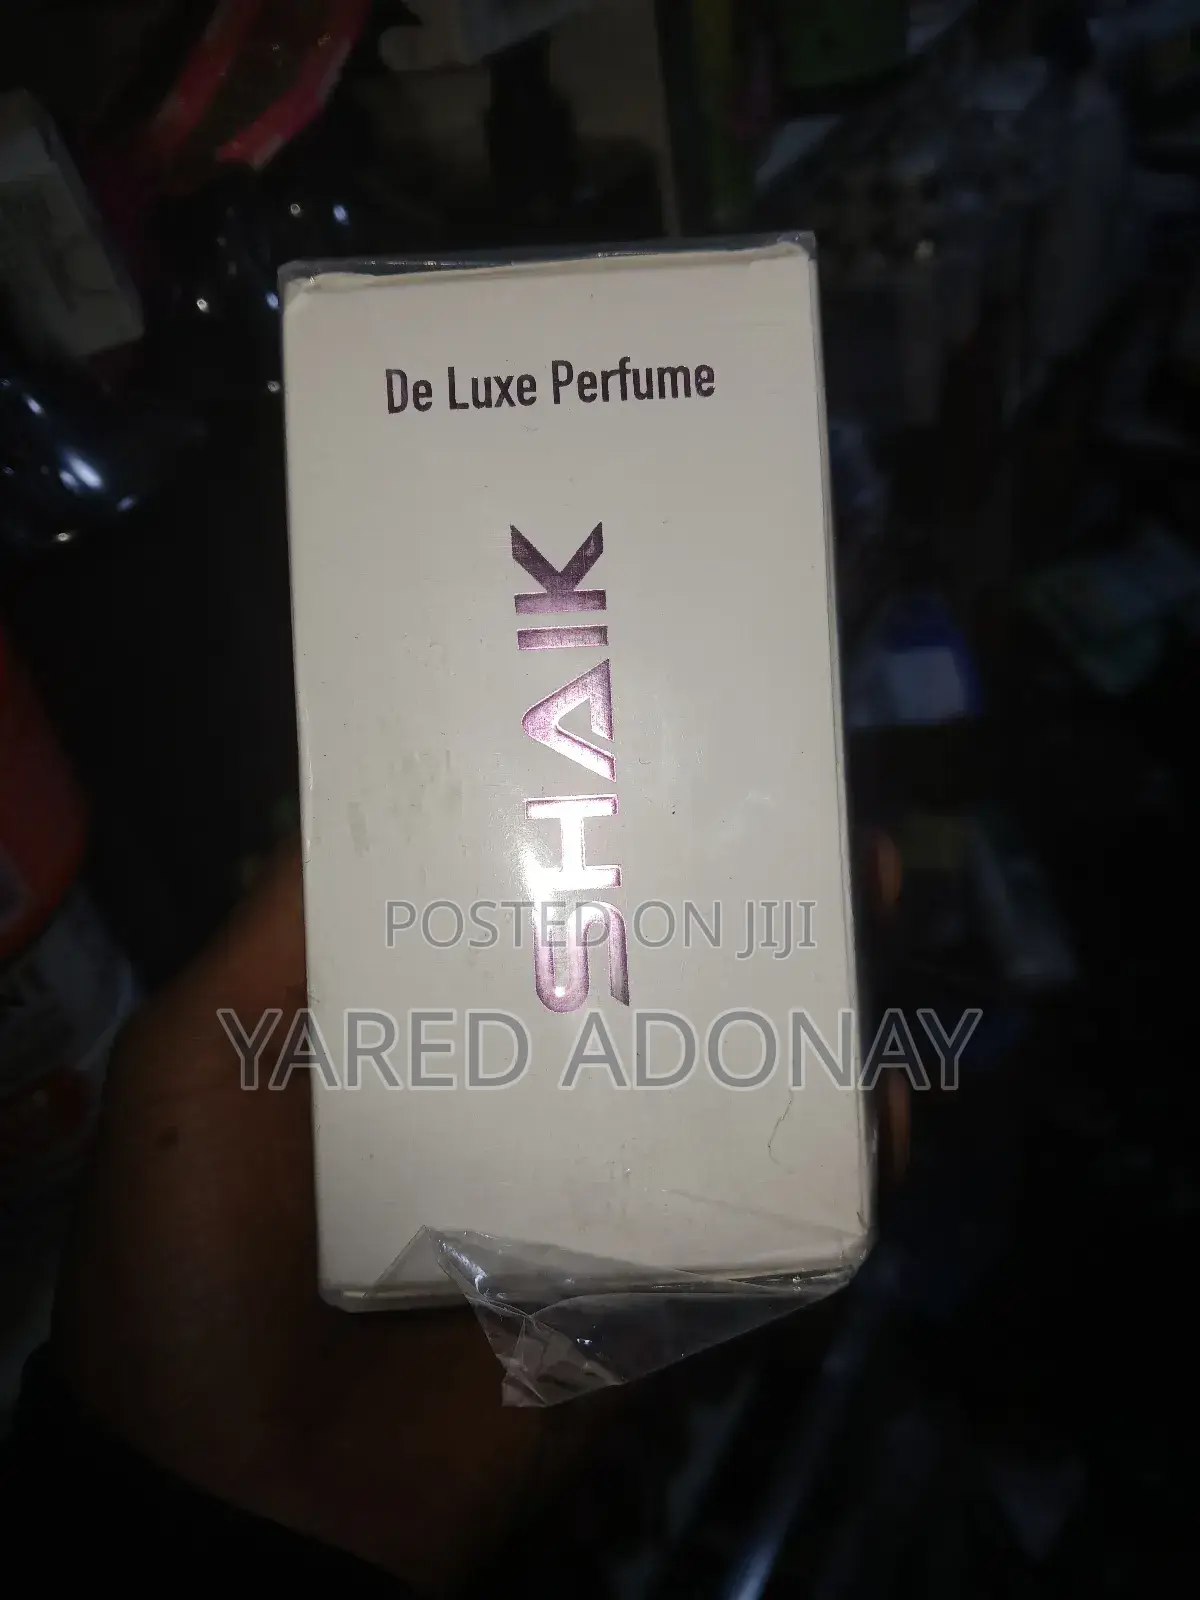 De Luxe Perfume
SHAIK
POSTED ON JIJI
YARED ADONAY